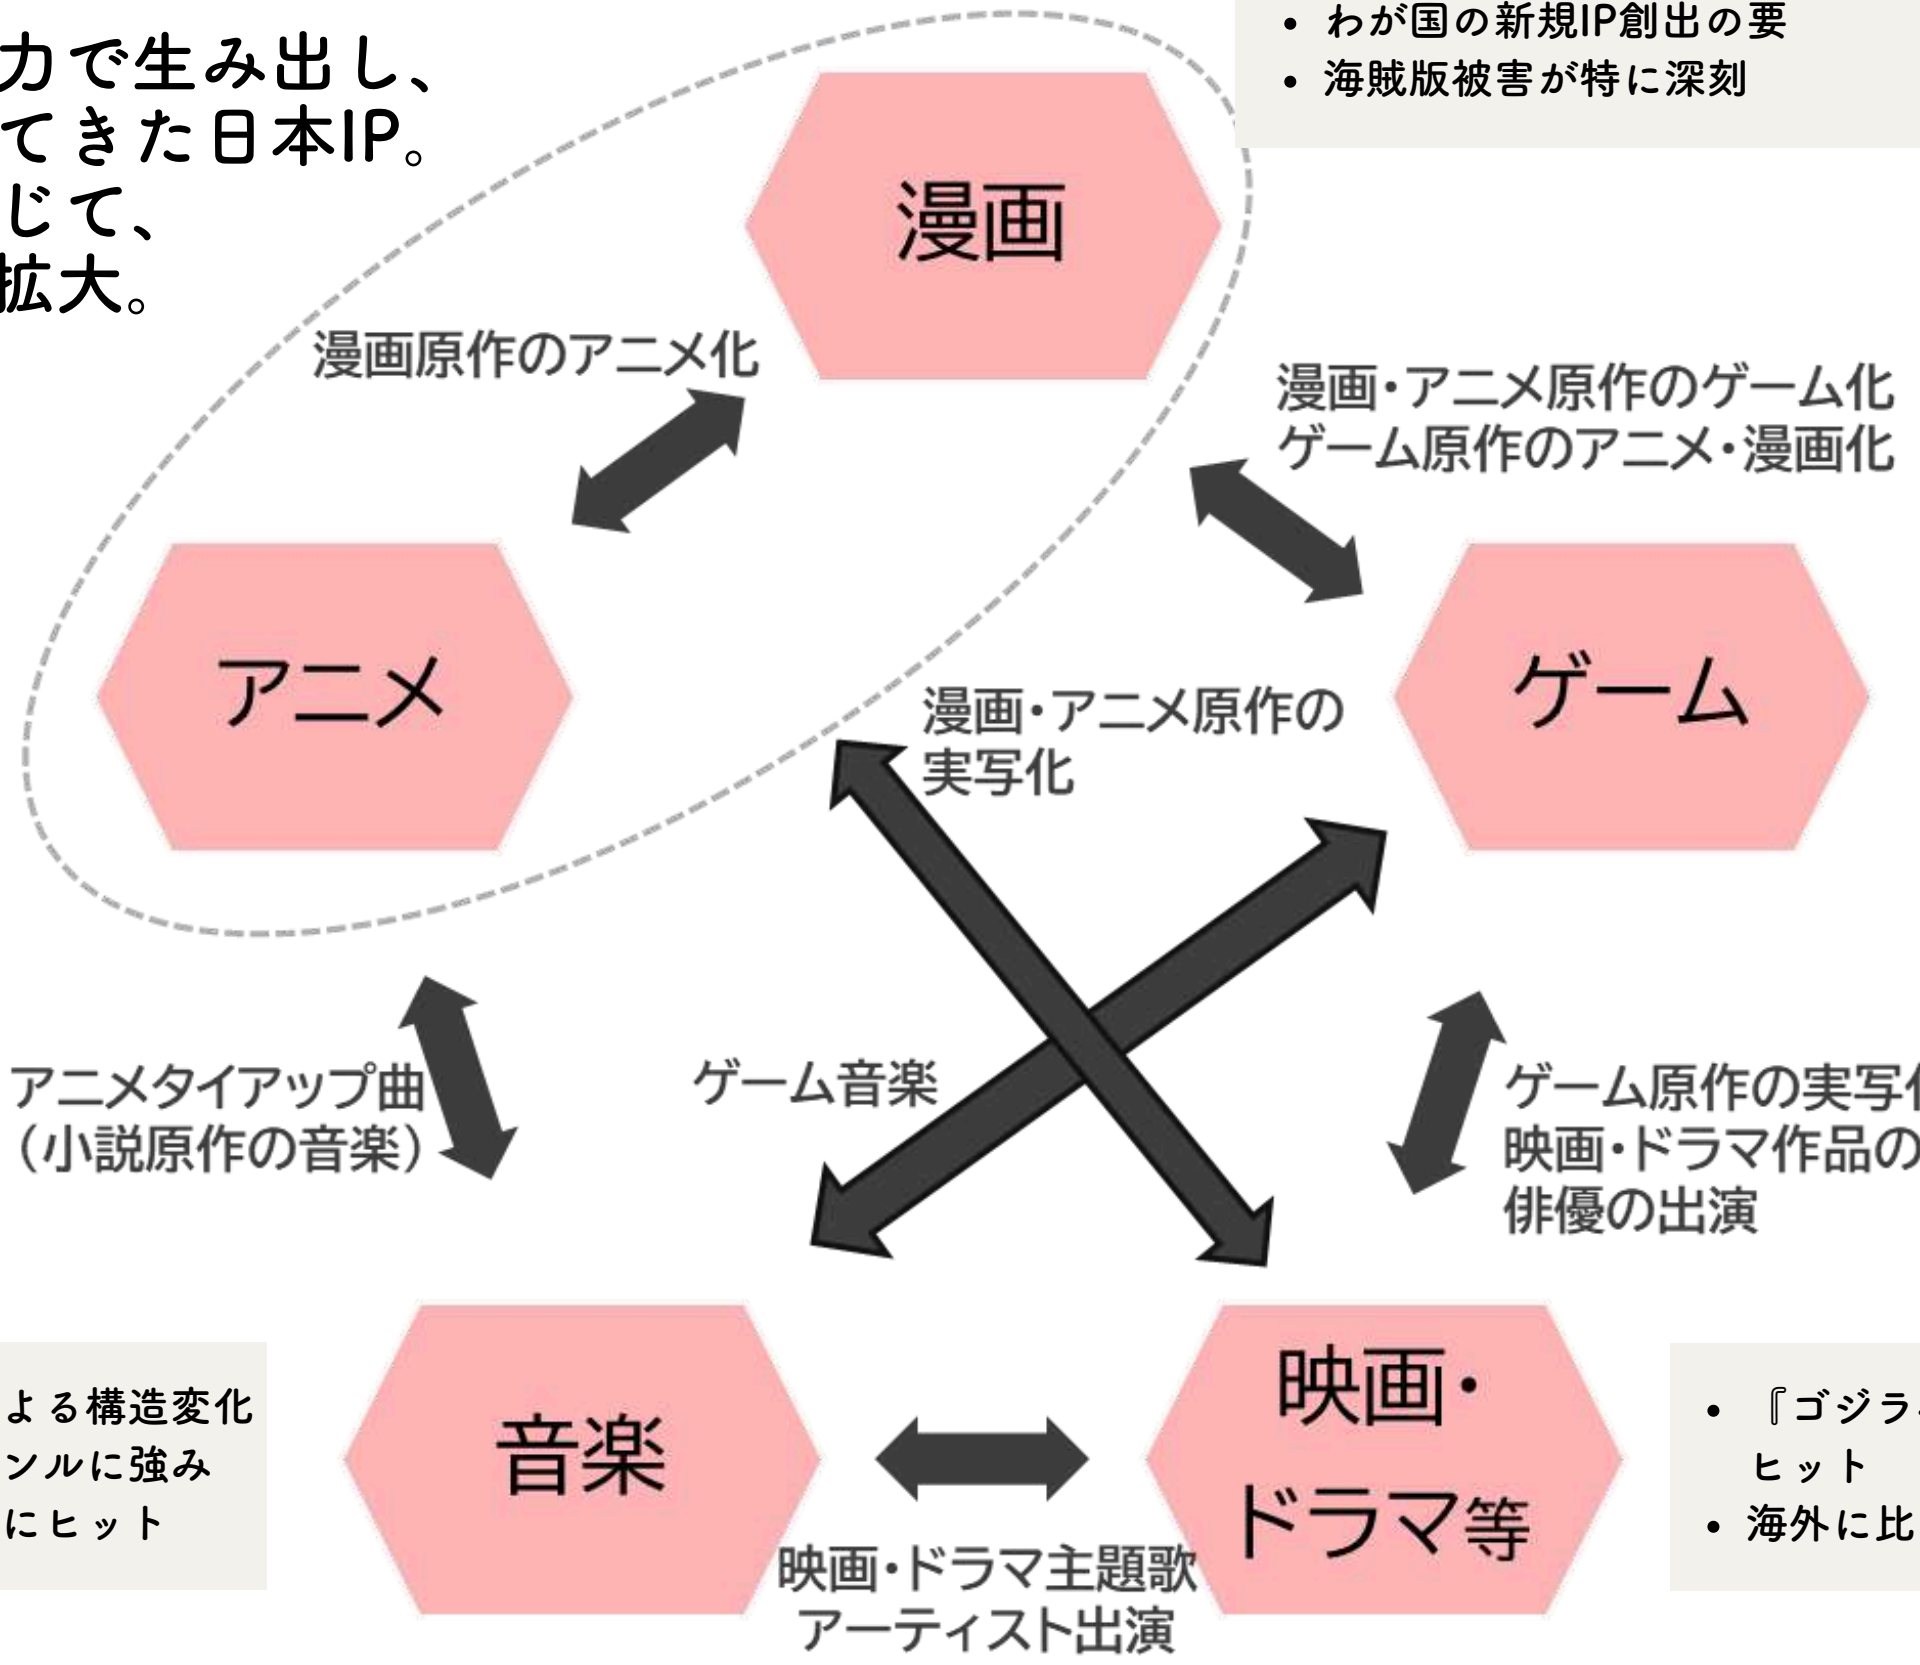 力で生み出し、
てきた日本IP。
じて、
拡大。
• わが国の新規IP創出の要
• 海賊版被害が特に深刻
漫画
漫画原作のアニメ化
漫画・アニメ原作のゲーム化
ゲーム原作のアニメ・漫画化
アニメ
ゲーム
漫画・アニメ原作の
実写化
アニメタイアップ曲
（小説原作の音楽）
ゲーム音楽
ゲーム原作の実写化
映画・ドラマ作品の
俳優の出演
よる構造変化
ンルに強み
にヒット
音楽
映画・
ドラマ等
• 『ゴジラ
ヒット
• 海外に比
映画・ドラマ主題歌
アーティスト出演